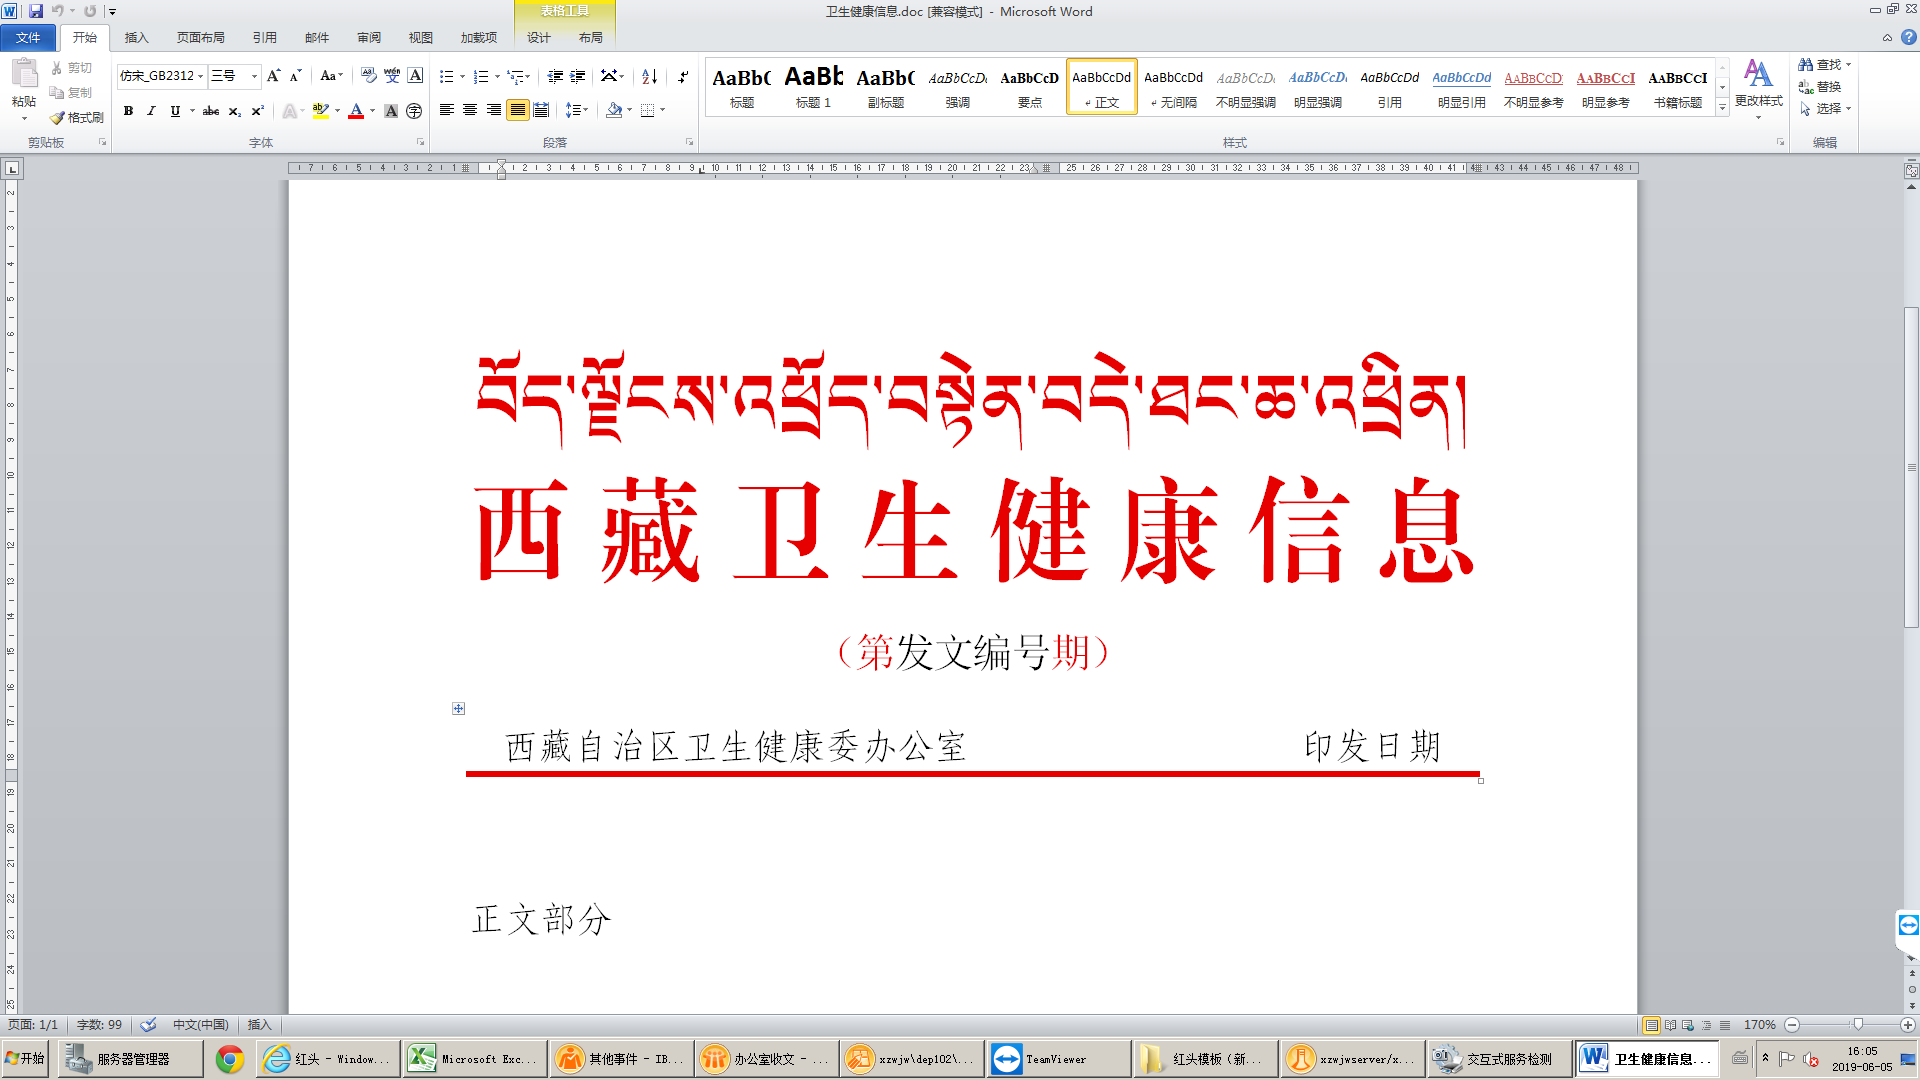 卫生健康信息.doc [兼容模式] - Microsoft Word
表格工具
文件 开始 插入 页面布局 引用 邮件 审阅 视图 加载项 设计 布局
粘贴 剪切 复制 格式刷
仿宋_GB2312 三号
AaBbC AaBb AaBbC AaBbCcDd AaBbCcD AaBbCcDd AaBbCcDd AaBbCcDd AaBbCcDd AaBbCcDd AaBbCcDd AaBbCcD AaBbCcI AaBbCcI
标题 标题 1 副标题 强调 要点 正文 无间隔 不明显强调 明显强调 引用 明显引用 不明显参考 明显参考 书籍标题
更改样式
查找
替换
选择
剪贴板 字体 段落 样式 编辑
བོད་ལྗོངས་འཕྲོད་བསྟེན་བདེ་ཐང་ཆ་འཕྲིན།
西藏卫生健康信息
（第发文编号期）
西藏自治区卫生健康委办公室 印发日期
正文部分
页面: 1/1 字数: 99 中文(中国) 插入 170%
开始 服务器管理器 红头 - Window... Microsoft Exc... 其他事件 - IB... 办公室收文 - ... xzwjw\dep102\... TeamViewer 红头模板（新... xzwjwserver/x... 交互式服务检测 卫生健康信息...
16:05
2019-06-05